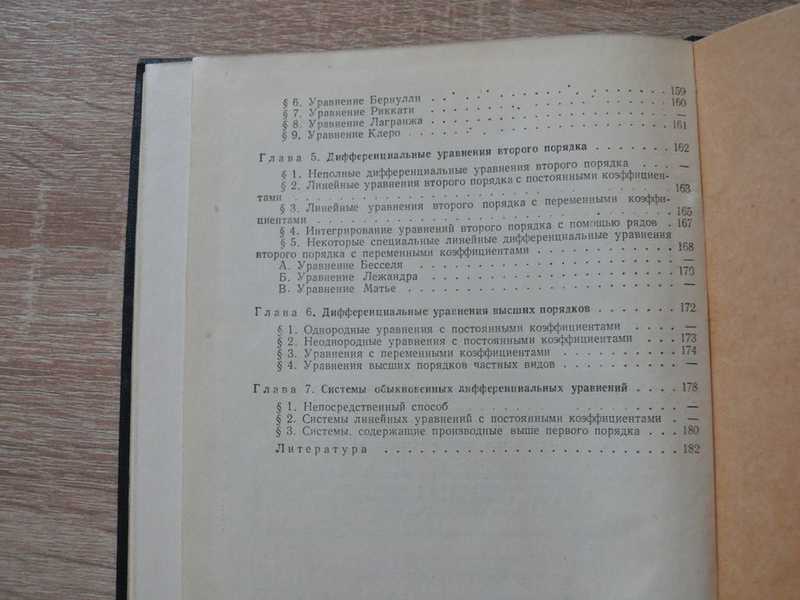 § 6. Уравнение Бернулли . . . . . . . . . . . . . . . 159
§ 7. Уравнение Риккати . . . . . . . . . . . . . . . 160
§ 8. Уравнение Лагранжа . . . . . . . . . . . . . . . —
§ 9. Уравнение Клеро . . . . . . . . . . . . . . . 161
Глава 5. Дифференциальные уравнения второго порядка . . . . . . . 162
§ 1. Неполные дифференциальные уравнения второго порядка . . . —
§ 2. Линейные уравнения второго порядка с постоянными коэффициен-
тами . . . . . . . . . . . . . . . 163
§ 3. Линейные уравнения второго порядка с переменными коэффи-
циентами . . . . . . . . . . . . . . . 165
§ 4. Интегрирование уравнений второго порядка с помощью рядов . 167
§ 5. Некоторые специальные линейные дифференциальные уравнения
второго порядка с переменными коэффициентами . . . . . . . . . . 168
А. Уравнение Бесселя . . . . . . . . . . . . . . . —
Б. Уравнение Лежандра . . . . . . . . . . . . . . . 170
В. Уравнение Матье . . . . . . . . . . . . . . . —
Глава 6. Дифференциальные уравнения высших порядков . . . . . . . 172
§ 1. Однородные уравнения с постоянными коэффициентами . . . . —
§ 2. Неоднородные уравнения с постоянными коэффициентами . . . 173
§ 3. Уравнения с переменными коэффициентами . . . . . . . . . . 174
§ 4. Уравнения высших порядков частных видов . . . . . . . . . . —
Глава 7. Системы обыкновенных дифференциальных уравнений . . . . 178
§ 1. Непосредственный способ . . . . . . . . . . . . . . . —
§ 2. Системы линейных уравнений с постоянными коэффициентами . —
§ 3. Системы, содержащие производные выше первого порядка . . . 180
Литература . . . . . . . . . . . . . . . . . . . . . . . . 182